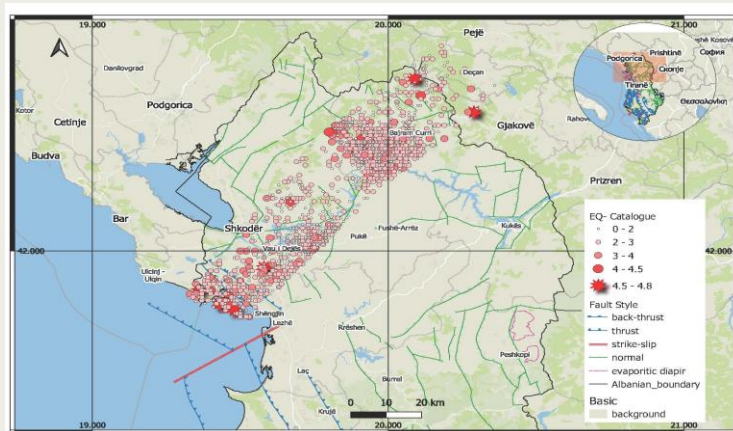 19.000
20.000
21.000
Pejë
Danilovgrad
Deçan
Podgorica
Prishtinë
София
Скопје
Tiranë
Θεσσαλονίκη
Kotor
Cetinje
Podgorica
Bajram Curri
Gjakovë
Budva
Prizren
Bar
Shkodër
Kukës
42.000
Vau i Dejës
Pukë
Fushë-Arrëz
42.000
Ulcinj -
Ulqin
Shëngjin
Lezhë
Rrëshen
Peshkopi
Laç
Burrel
Krujë
EQ- Catalogue
0 - 2
2 - 3
3 - 4
4 - 4.5
4.5 - 4.8
Fault Style
back-thrust
thrust
strike-slip
normal
evaporitic diapir
Albanian_boundary
Basic
background
0
10
20 km
19.000
20.000
21.000